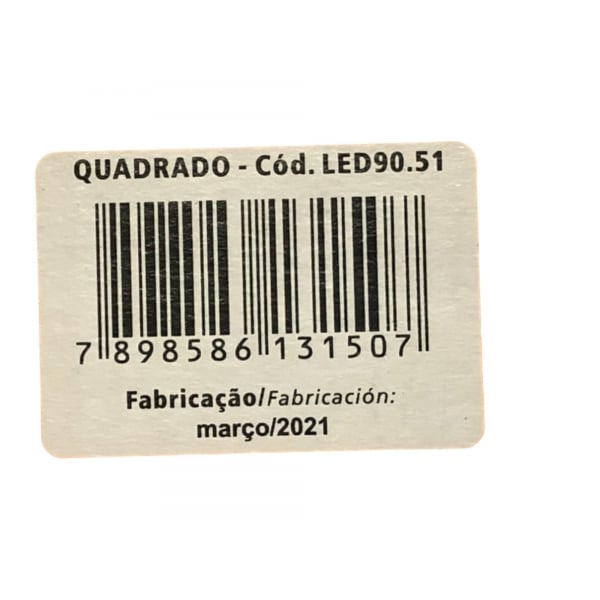 QUADRADO - Cód. LED90.51
7 898586 131507
Fabricação/Fabricación:
março/2021